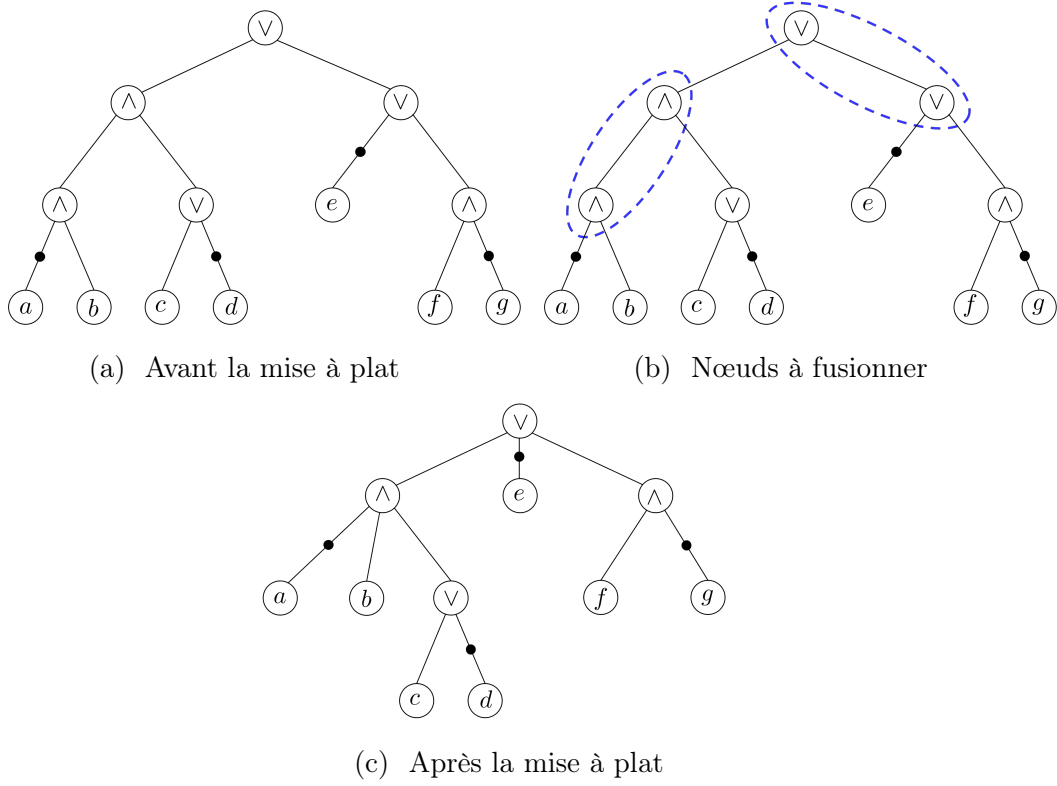 ∨ ∨
∧ ∨ ∧ ∨
∧ ∨ e ∧ ∧ ∨ e ∧
a b c d f g a b c d f g
(a) Avant la mise à plat (b) Nœuds à fusionner
∨
∧ e ∧
a b ∨ f g
c d
(c) Après la mise à plat